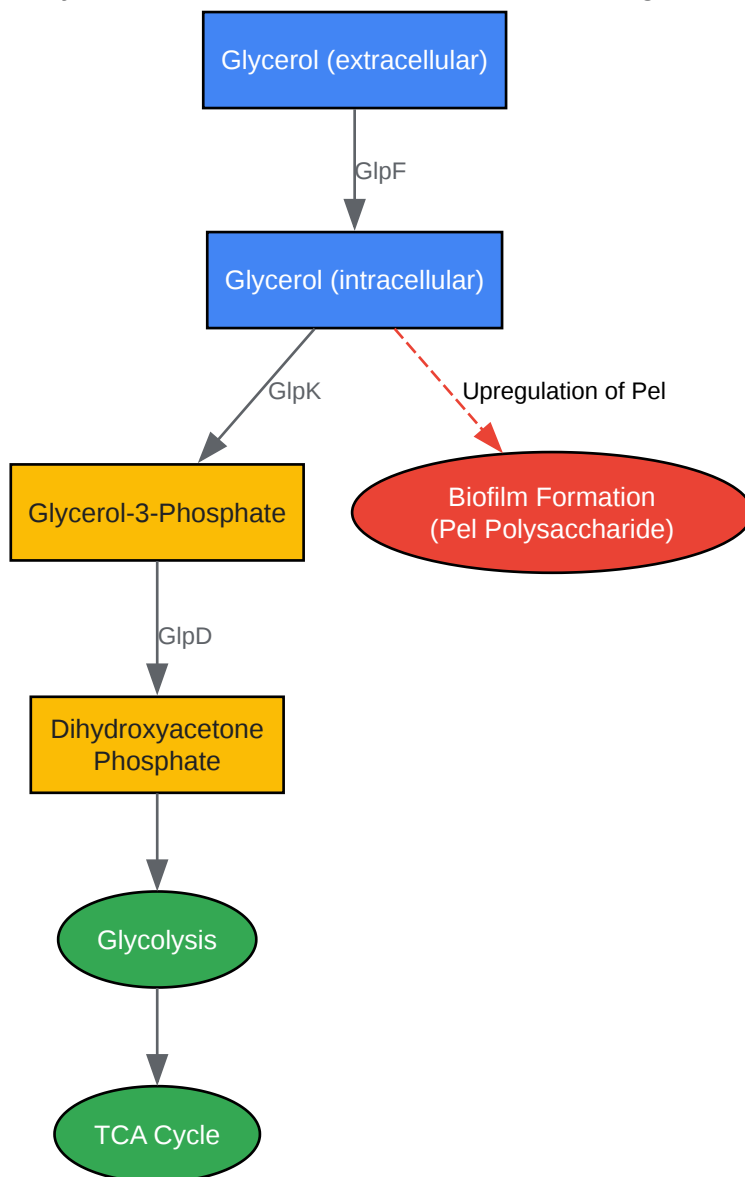 Glycerol (extracellular)
GlpF
Glycerol (intracellular)
GlpK
Upregulation of Pel
Glycerol-3-Phosphate
Biofilm Formation
(Pel Polysaccharide)
GlpD
Dihydroxyacetone
Phosphate
Glycolysis
TCA Cycle